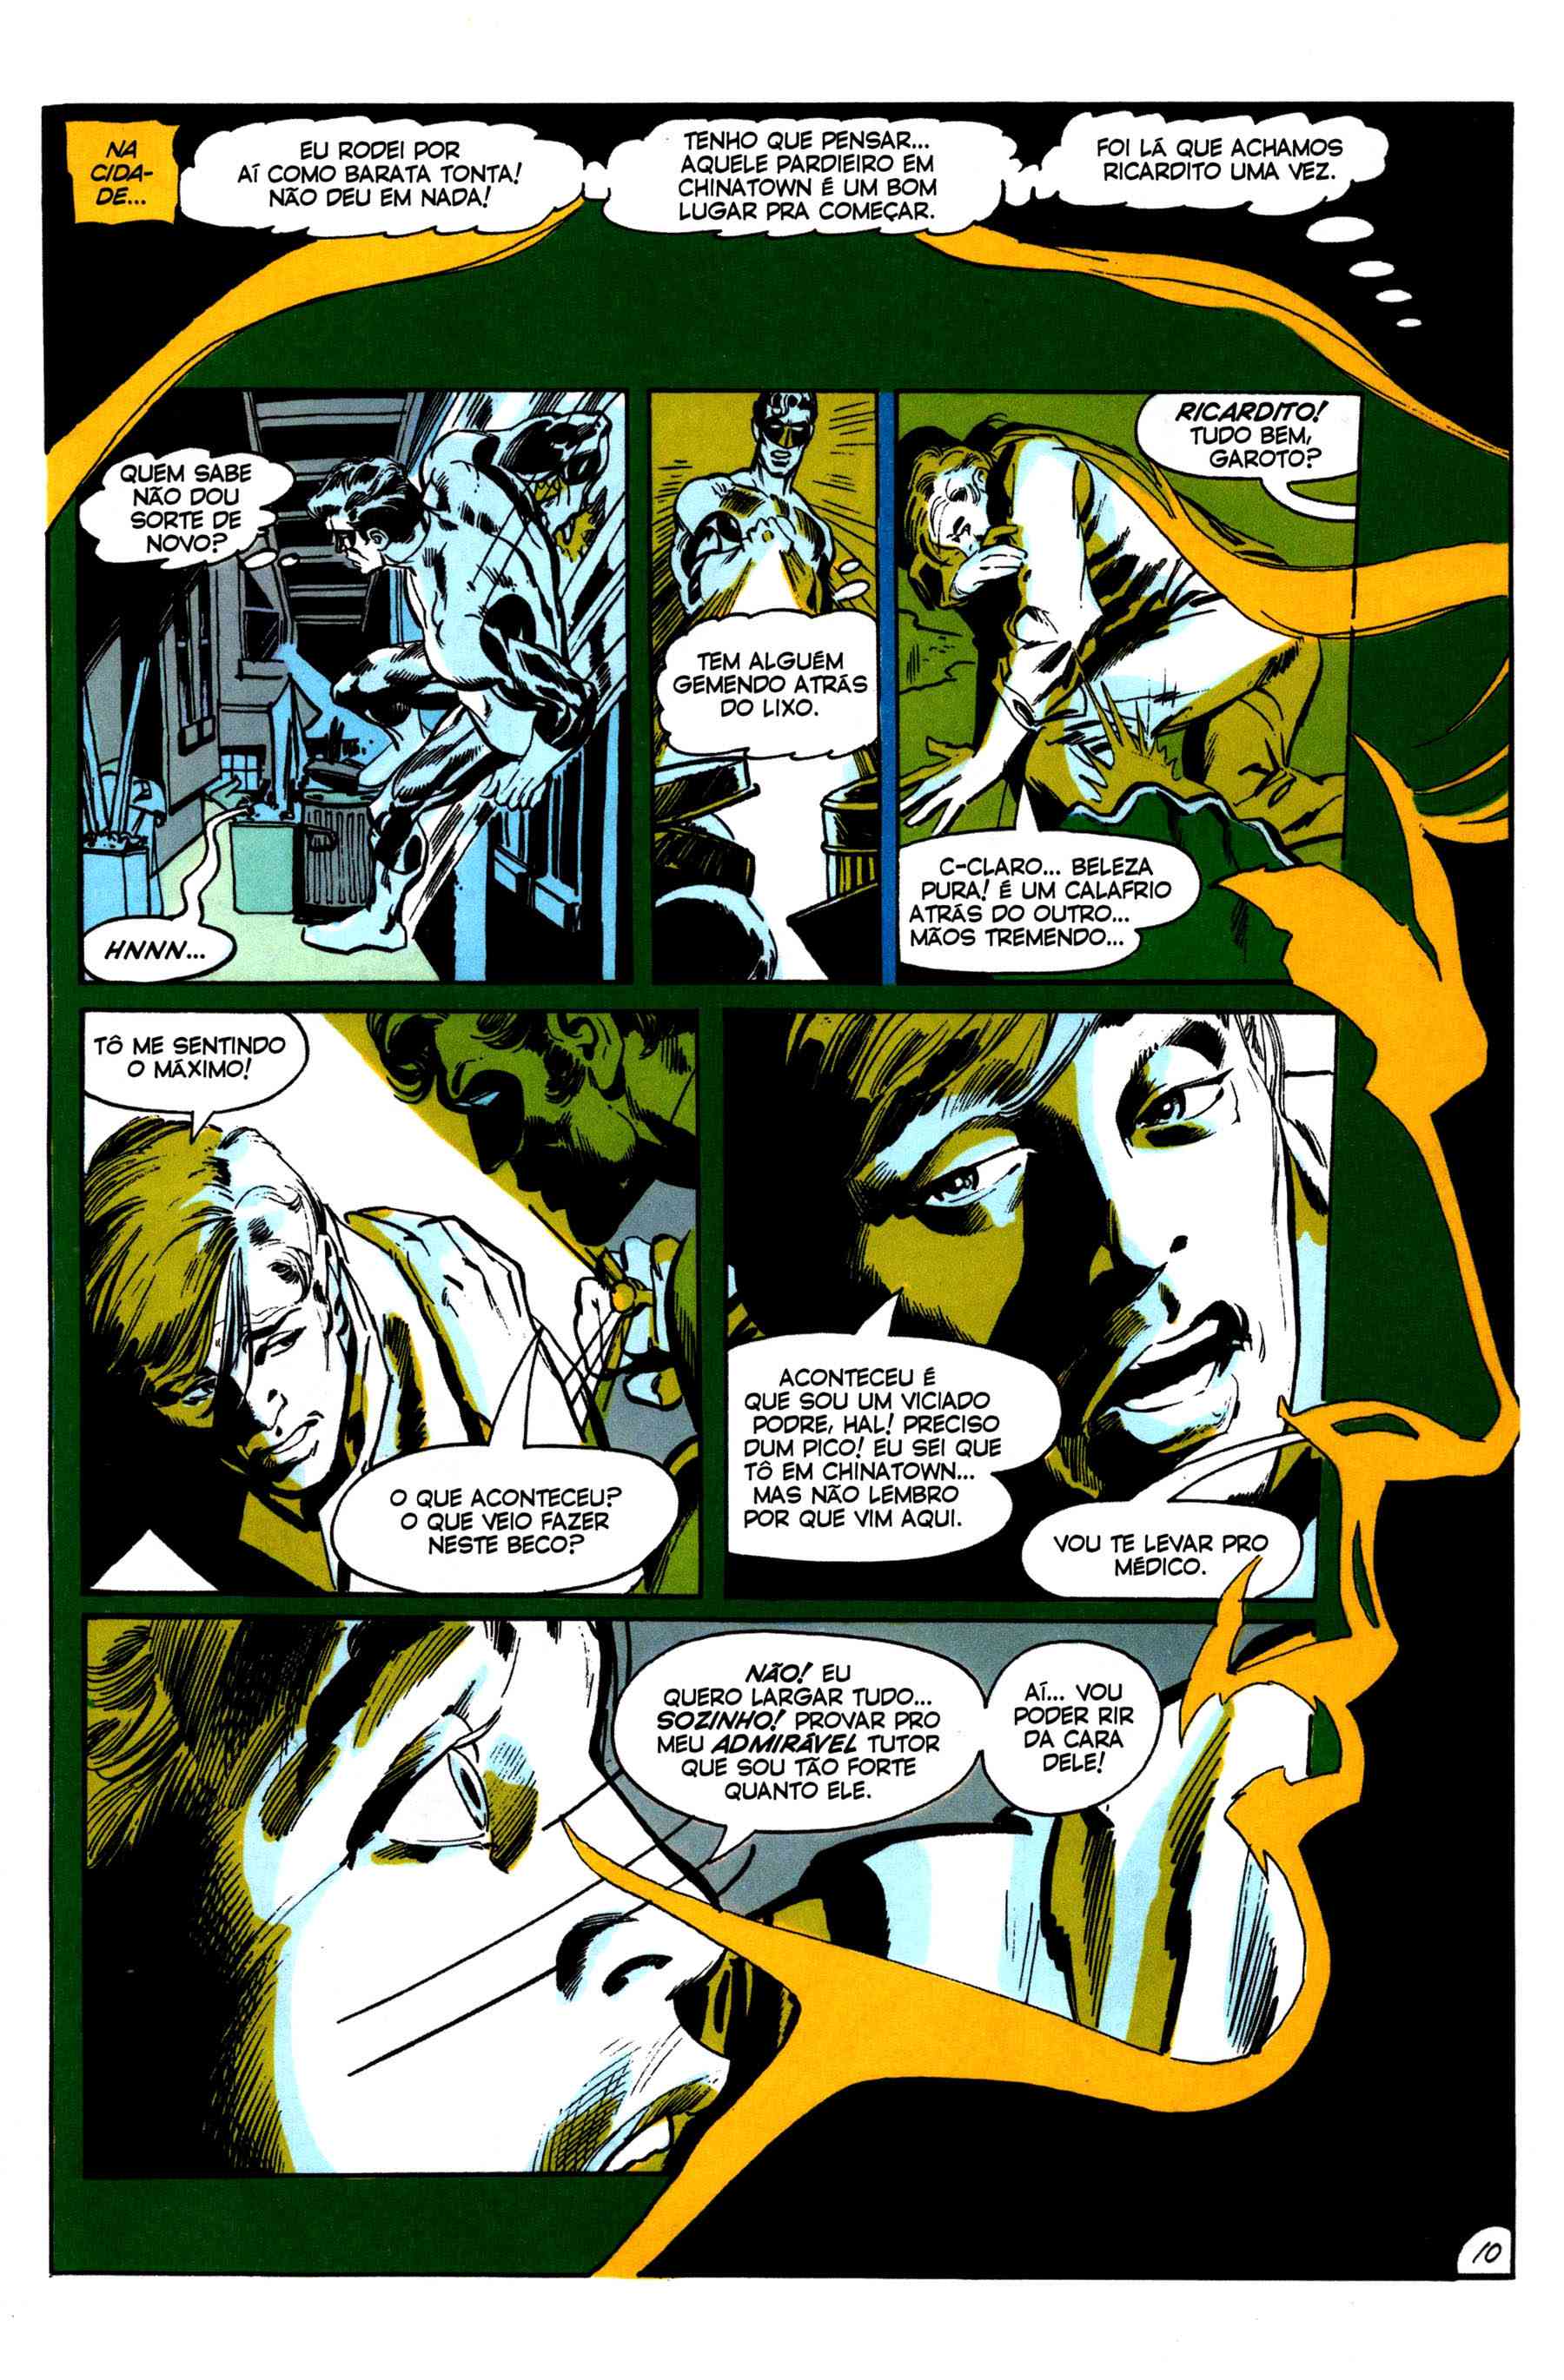 NA
CIDA-
DE...
EU RODEI POR
AÍ COMO BARATA TONTA!
NÃO DEU EM NADA!
TENHO QUE PENSAR...
AQUELE PARDIEIRO EM
CHINATOWN É UM BOM
LUGAR PRA COMEÇAR.
FOI LÁ QUE ACHAMOS
RICARDITO UMA VEZ.
QUEM SABE
NÃO DOU
SORTE DE
NOVO?
HNNN...
TEM ALGUÉM
GEMENDO ATRÁS
DO LIXO.
RICARDITO!
TUDO BEM,
GAROTO?
C-CLARO... BELEZA
PURA! É UM CALAFRIO
ATRÁS DO OUTRO...
MÃOS TREMENDO...
TÔ ME SENTINDO
O MÁXIMO!
O QUE ACONTECEU?
O QUE VEIO FAZER
NESTE BECO?
ACONTECEU É
QUE SOU UM VICIADO
PODRE, HAL! PRECISO
DUM PICO! EU SEI QUE
TÔ EM CHINATOWN...
MAS NÃO LEMBRO
POR QUE VIM AQUI.
VOU TE LEVAR PRO
MÉDICO.
NÃO! EU
QUERO LARGAR TUDO...
SOZINHO! PROVAR PRO
MEU ADMIRÁVEL TUTOR
QUE SOU TÃO FORTE
QUANTO ELE.
AÍ... VOU
PODER RIR
DA CARA
DELE!
10